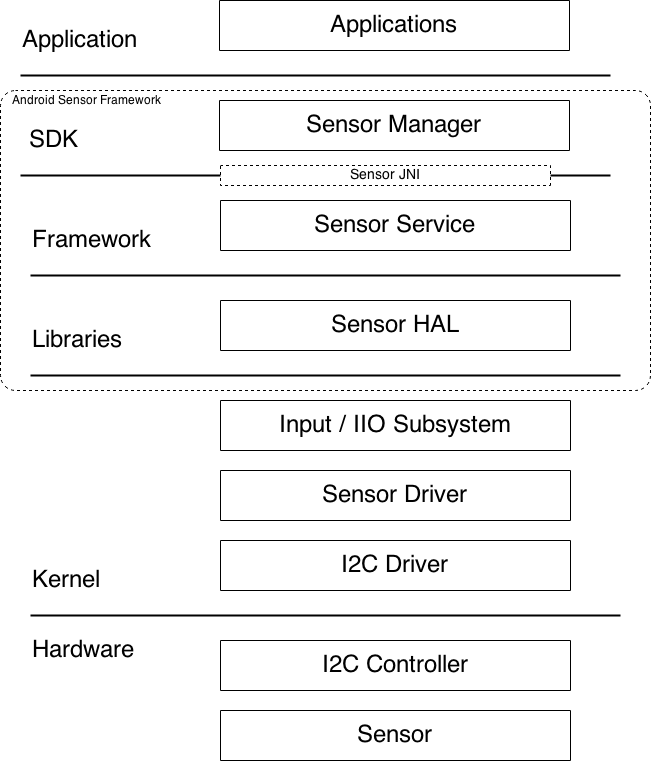 Applications
Application
Android Sensor Framework
Sensor Manager
SDK
Sensor JNI
Sensor Service
Framework
Sensor HAL
Libraries
Input / IIO Subsystem
Sensor Driver
I2C Driver
Kernel
Hardware
I2C Controller
Sensor